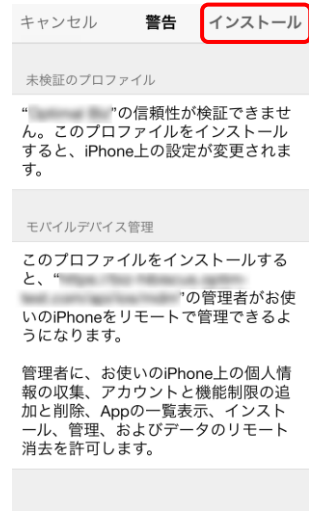 キャンセル 警告 インストール
未検証のプロファイル
“ ”の信頼性が検証できませ
ん。このプロファイルをインストール
すると、iPhone上の設定が変更されま
す。
モバイルデバイス管理
このプロファイルをインストールする
と、“
”の管理者がお使
いのiPhoneをリモートで管理できるよ
うになります。
管理者に、お使いのiPhone上の個人情
報の収集、アカウントと機能制限の追
加と削除、Appの一覧表示、インスト
ール、管理、およびデータのリモート
消去を許可します。